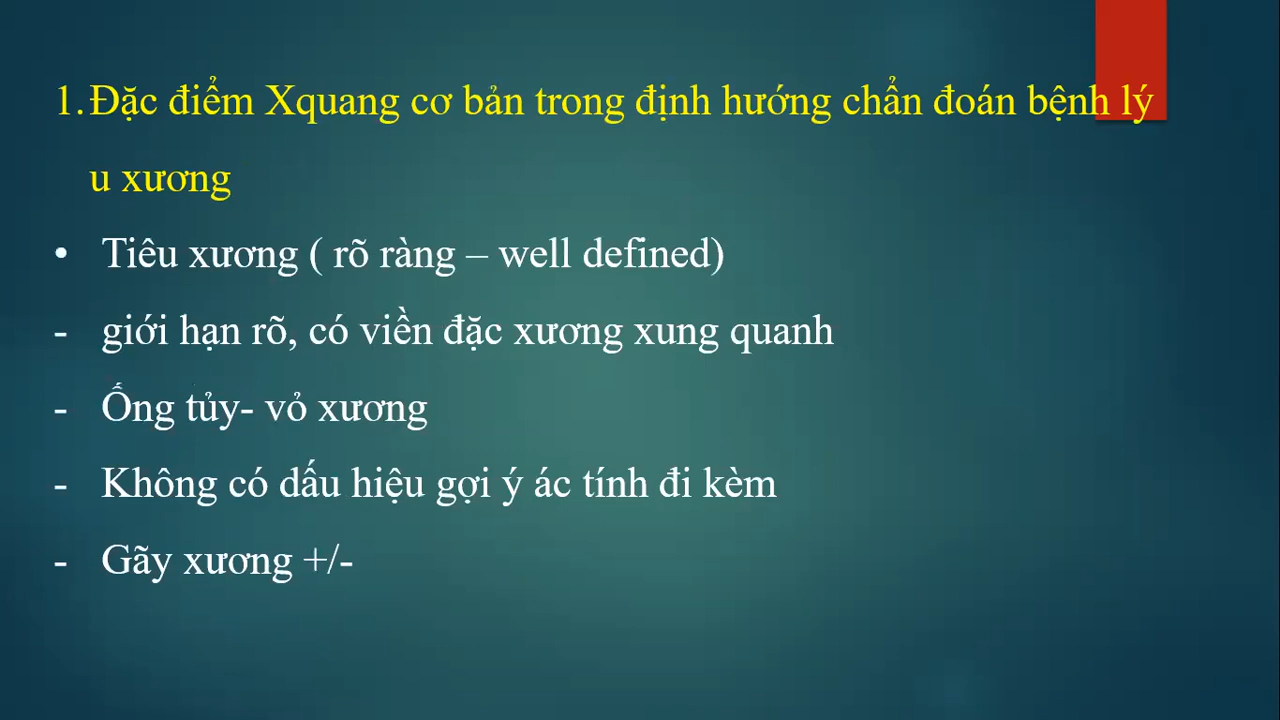 1. Đặc điểm Xquang cơ bản trong định hướng chẩn đoán bệnh lý
u xương
• Tiêu xương ( rõ ràng – well defined)
- giới hạn rõ, có viền đặc xương xung quanh
- Ống tủy- vỏ xương
- Không có dấu hiệu gợi ý ác tính đi kèm
- Gãy xương +/-